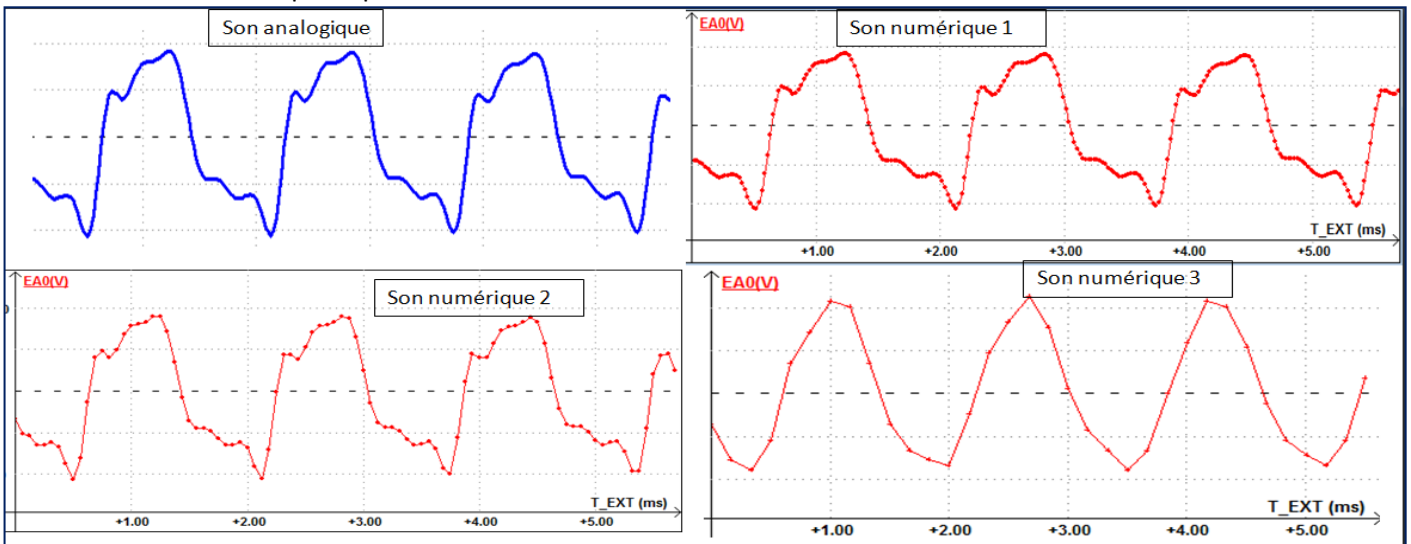 Son analogique
EA0(V)
Son numérique 1
T_EXT (ms)
+1.00 +2.00 +3.00 +4.00 +5.00
EA0(V)
Son numérique 2
T_EXT (ms)
+1.00 +2.00 +3.00 +4.00 +5.00
EA0(V)
Son numérique 3
T_EXT (ms)
+1.00 +2.00 +3.00 +4.00 +5.00